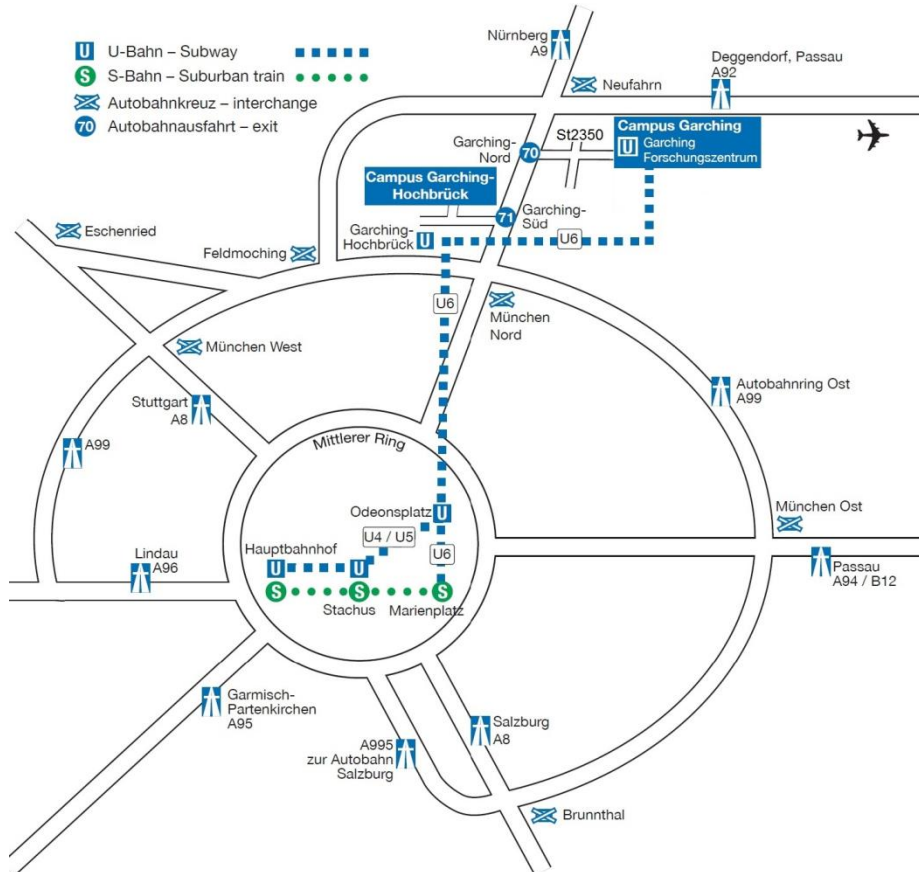 U U-Bahn – Subway
S S-Bahn – Suburban train
Autobahnkreuz – interchange
70 Autobahnausfahrt – exit
Nürnberg
A9
Neufahrn
Deggendorf, Passau
A92
St2350
Campus Garching
U Garching
Forschungszentrum
Garching-
Nord
70
Campus Garching-
Hochbrück
71
Garching-
Süd
Garching-
Hochbrück
U
U6
Eschenried
Feldmoching
U6
München
Nord
München West
Stuttgart
A8
Autobahnring Ost
A99
A99
Mittlerer Ring
München Ost
Odeonsplatz
U
U4 / U5
U6
Hauptbahnhof
U
U
S
S
S
Stachus
Marienplatz
Lindau
A96
Passau
A94 / B12
Garmisch-
Partenkirchen
A95
Salzburg
A8
A995
zur Autobahn
Salzburg
Brunnthal